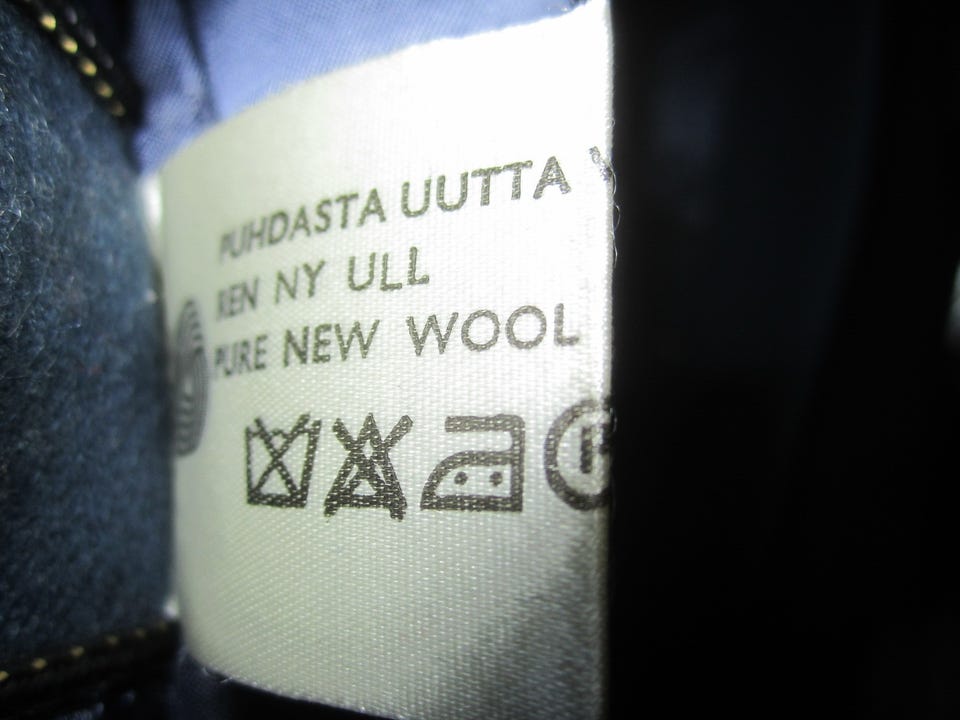 PUHDASTA UUTTA
REN NY ULL
PURE NEW WOOL